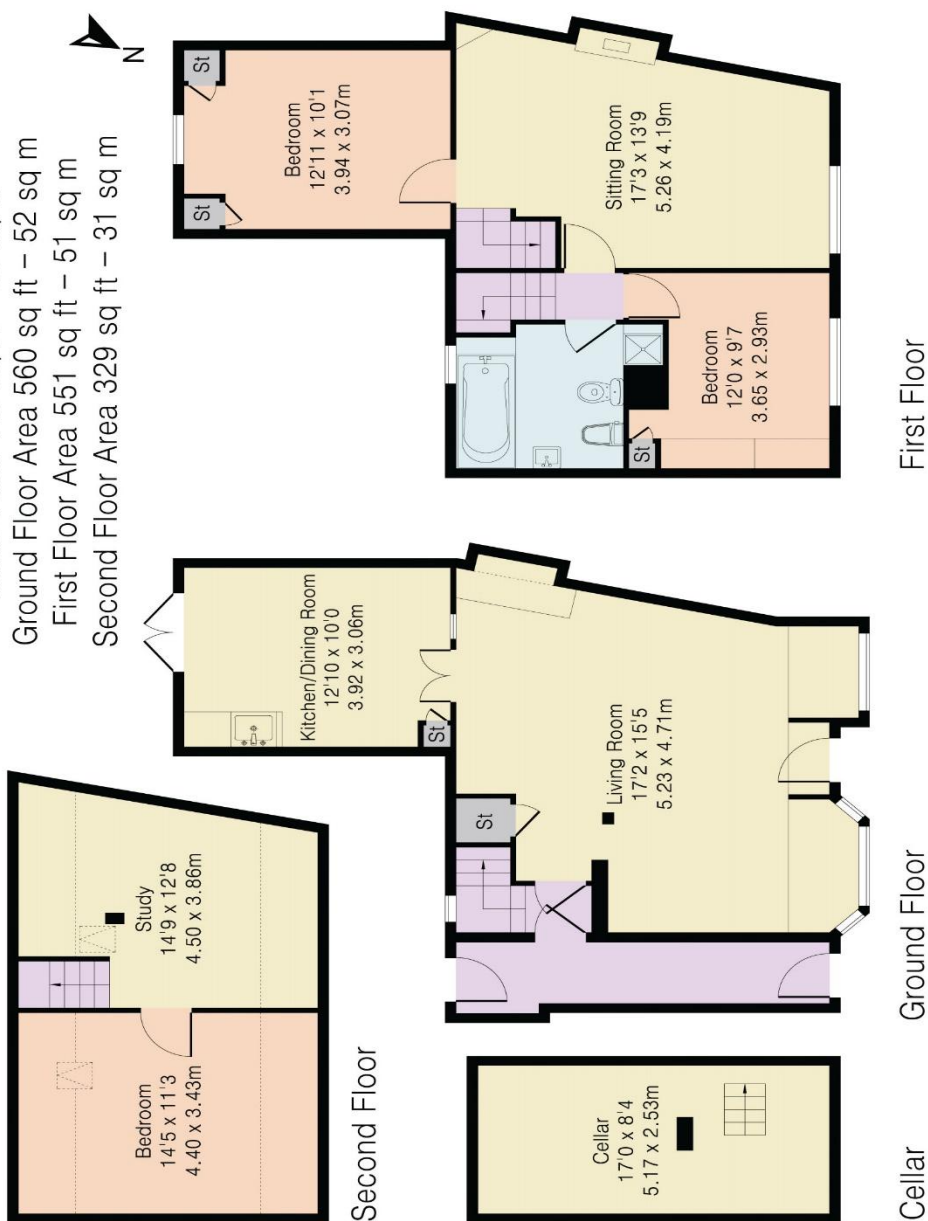 Ground Floor Area 560 sq ft – 52 sq m
First Floor Area 551 sq ft – 51 sq m
Second Floor Area 329 sq ft – 31 sq m
N
Bedroom
14'5 x 11'3
4.40 x 3.43m
Study
14'9 x 12'8
4.50 x 3.86m
Second Floor
Cellar
17'0 x 8'4
5.17 x 2.53m
Cellar
Kitchen/Dining Room
12'10 x 10'0
3.92 x 3.06m
St
St
Living Room
17'2 x 15'5
5.23 x 4.71m
Ground Floor
St
St
Bedroom
12'11 x 10'1
3.94 x 3.07m
Sitting Room
17'3 x 13'9
5.26 x 4.19m
St
Bedroom
12'0 x 9'7
3.65 x 2.93m
First Floor